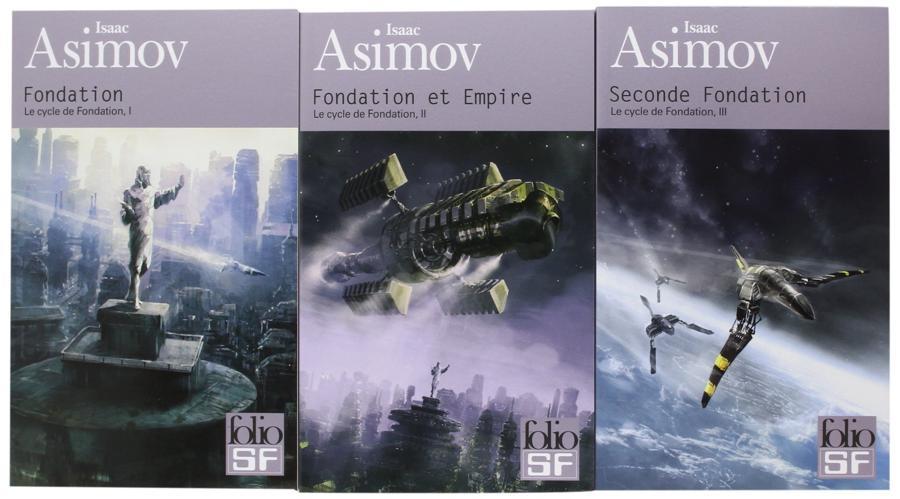 Isaac
Asimov
Fondation
Le cycle de Fondation, I
folio
SF
Isaac
Asimov
Fondation et Empire
Le cycle de Fondation, II
folio
SF
Isaac
Asimov
Seconde Fondation
Le cycle de Fondation, III
folio
SF